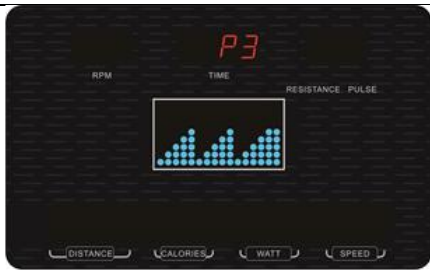 P3
RPM TIME
RESISTANCE PULSE
DISTANCE CALORIES WATT SPEED